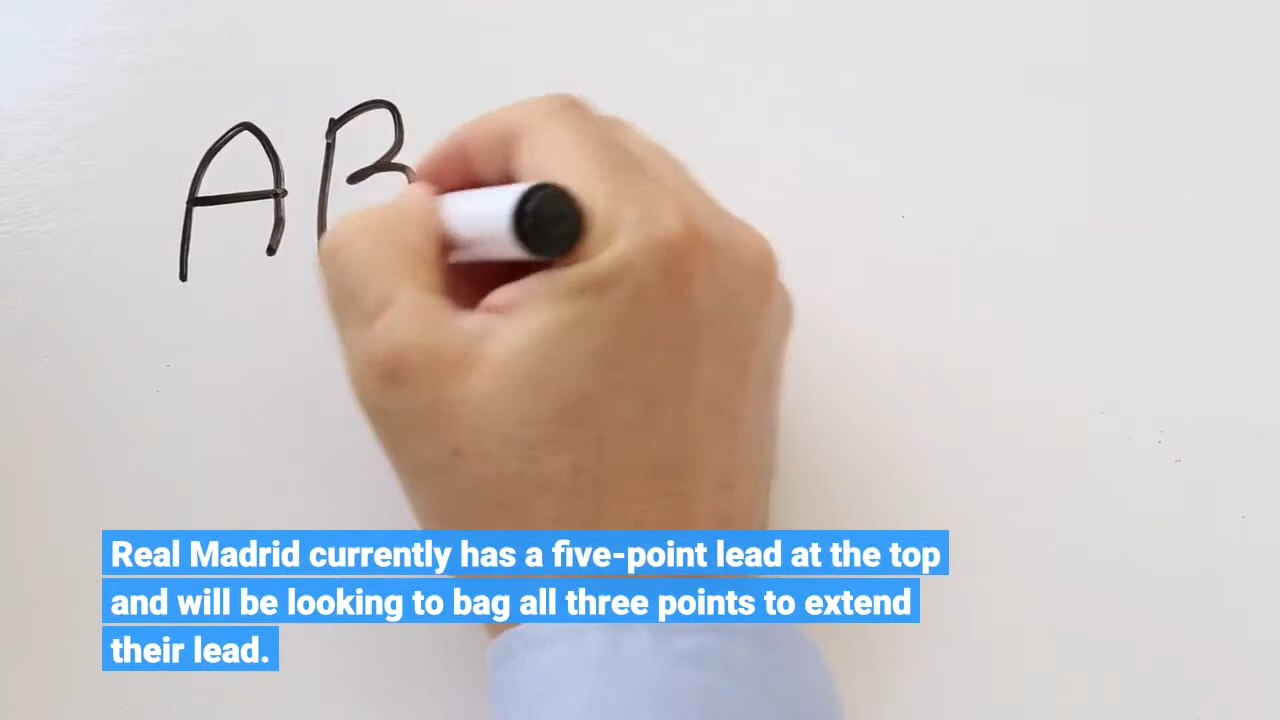 AB
Real Madrid currently has a five-point lead at the top
and will be looking to bag all three points to extend
their lead.